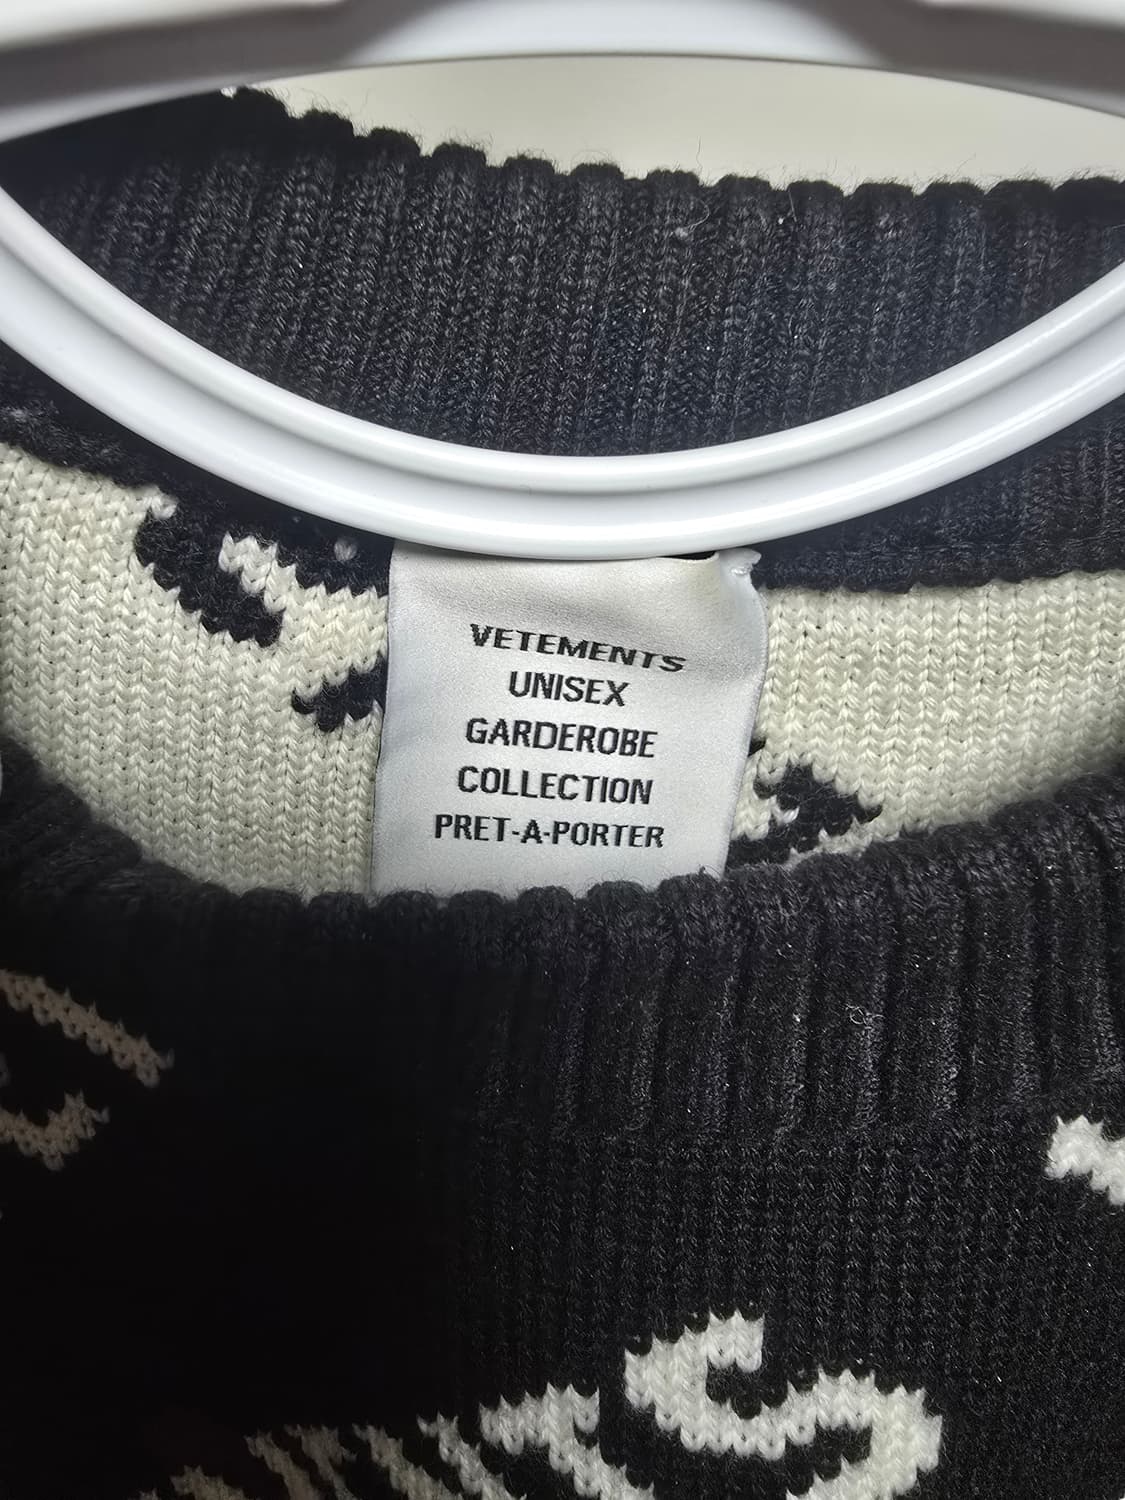 VETEMENTS
UNISEX
GARDEROBE
COLLECTION
PRET-A-PORTER